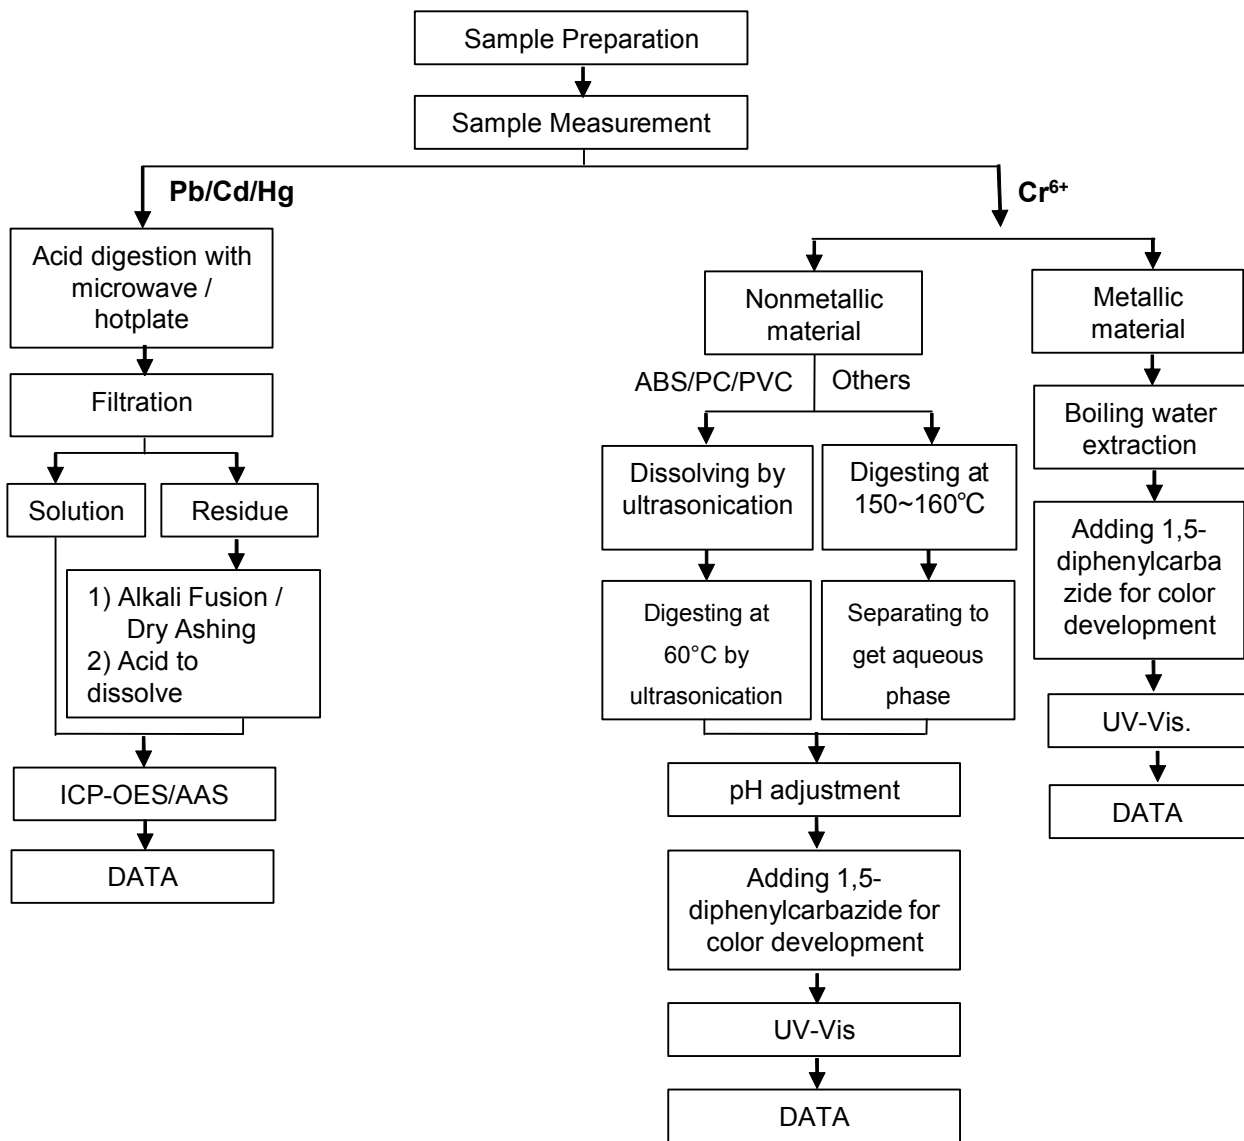 Sample Preparation
Sample Measurement
Pb/Cd/Hg
Cr6+
Acid digestion with
microwave /
hotplate
Filtration
Solution
Residue
1) Alkali Fusion /
Dry Ashing
2) Acid to
dissolve
ICP-OES/AAS
DATA
Nonmetallic
material
ABS/PC/PVC
Others
Dissolving by
ultrasonication
Digesting at
150~160℃
Digesting at
60°C by
ultrasonication
Separating to
get aqueous
phase
pH adjustment
Adding 1,5-
diphenylcarbazide for
color development
UV-Vis
DATA
Metallic
material
Boiling water
extraction
Adding 1,5-
diphenylcarba
zide for color
development
UV-Vis.
DATA